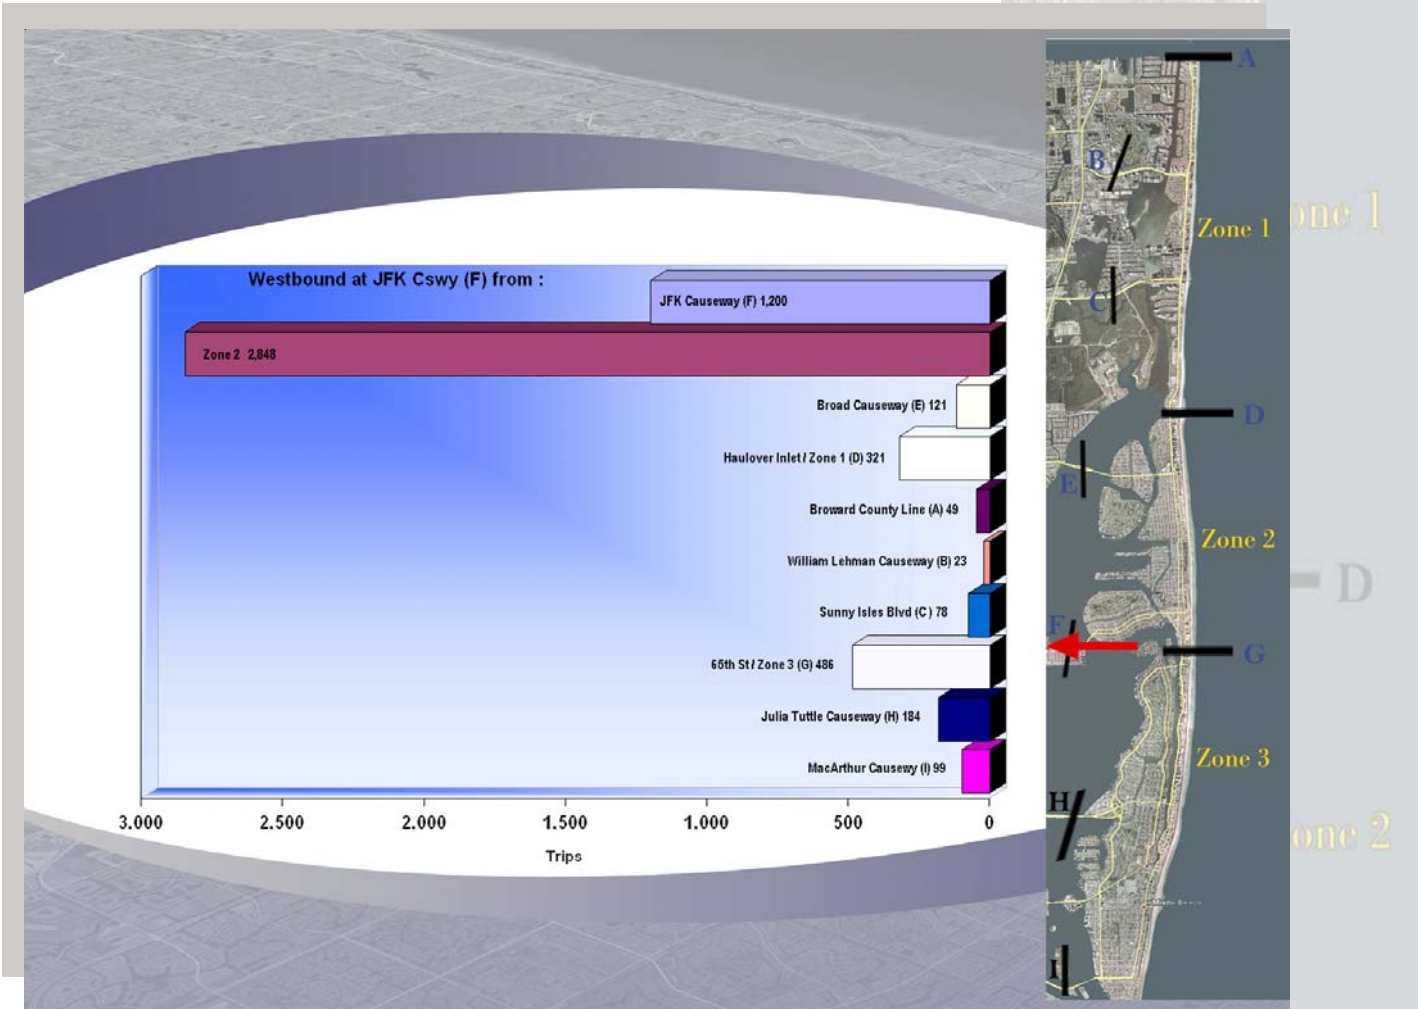 Westbound at JFK Cswy (F) from :
JFK Causeway (F) 1,200
Zone 2 2,848
Broad Causeway (E) 121
Haulover Inlet / Zone 1 (D) 321
Broward County Line (A) 49
William Lehman Causeway (B) 23
Sunny Isles Blvd (C ) 78
65th St / Zone 3 (G) 486
Julia Tuttle Causeway (H) 184
MacArthur Causewy (I) 99
3.000 2.500 2.000 1.500 1.000 500 0
Trips
A
B
Zone 1
C
D
E
Zone 2
F
G
Zone 3
H
I
one 1
D
one 2